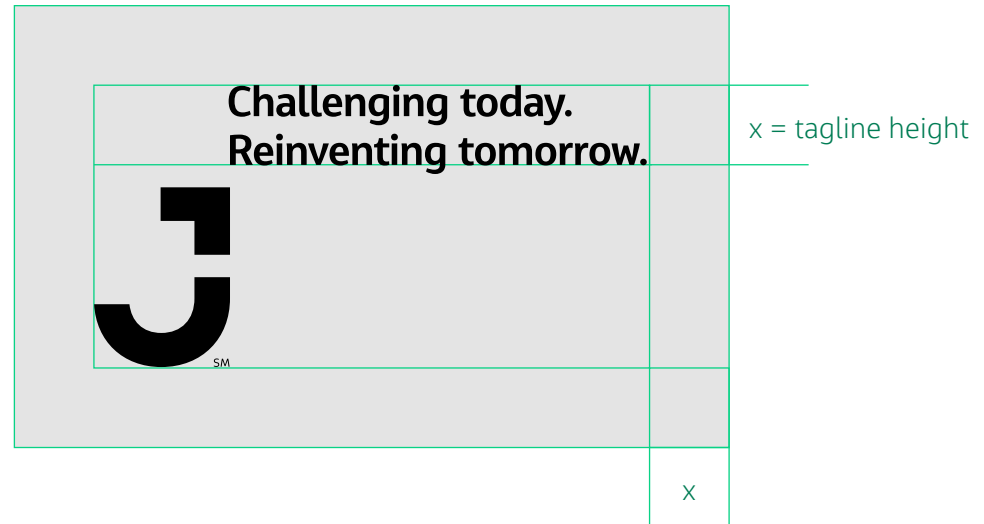 Challenging today.
x = tagline height
Reinventing tomorrow.
SM
x